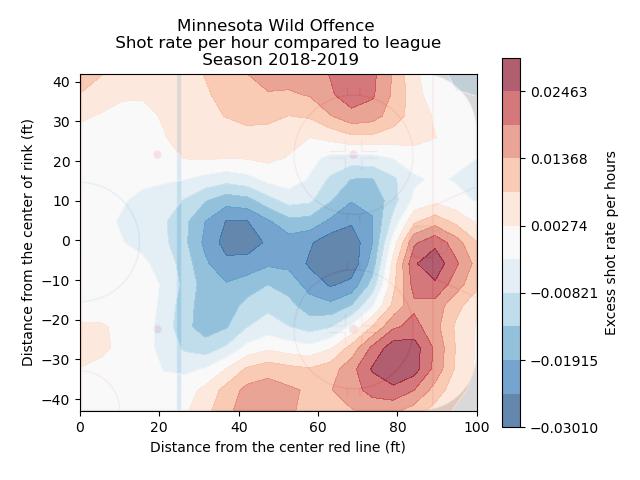 Minnesota Wild Offence
Shot rate per hour compared to league
Season 2018-2019
40
30
20
10
0
−10
−20
−30
−40
Distance from the center of rink (ft)
0 20 40 60 80 100
Distance from the center red line (ft)
0.02463
0.01368
0.00274
−0.00821
−0.01915
−0.03010
Excess shot rate per hours